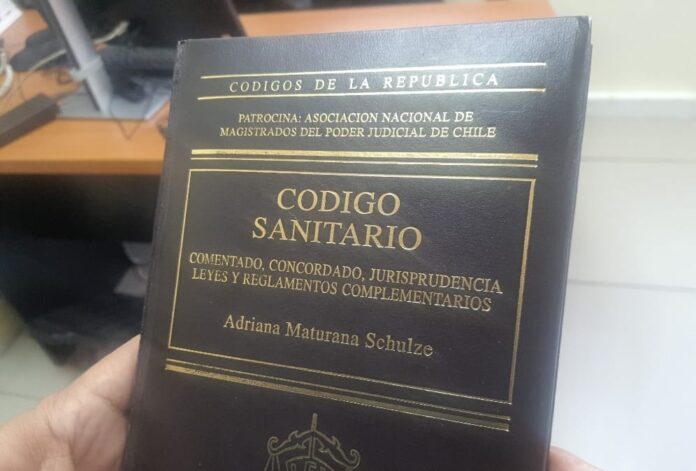 CODIGOS DE LA REPUBLICA
PATROCINA: ASOCIACION NACIONAL DE
MAGISTRADOS DEL PODER JUDICIAL DE CHILE
CODIGO
SANITARIO
COMENTADO, CONCORDADO, JURISPRUDENCIA
LEYES Y REGLAMENTOS COMPLEMENTARIOS
Adriana Maturana Schulze